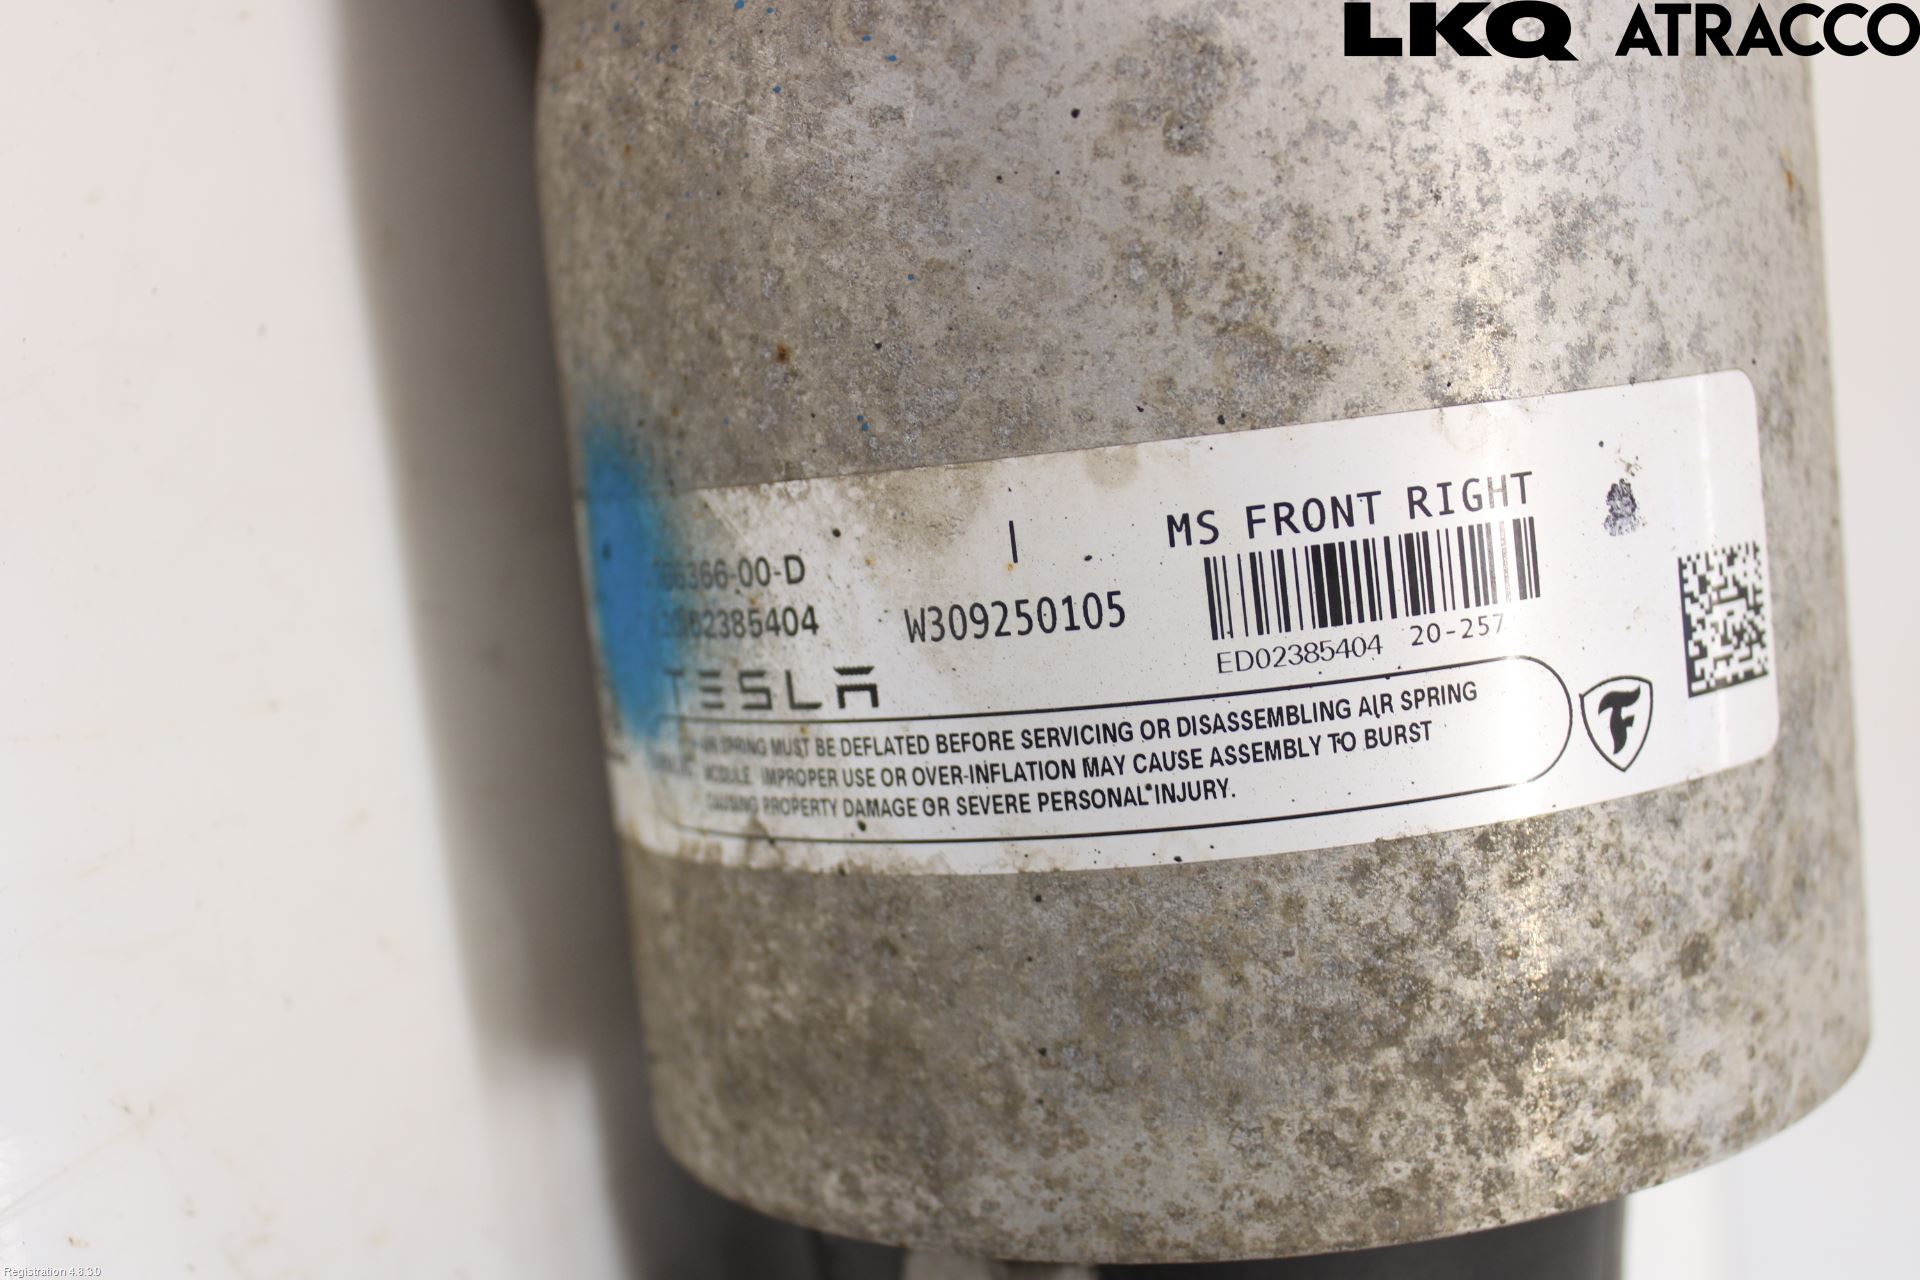 LKQ ATRACCO
MS FRONT RIGHT
366-00-D
02385404
W309250105
ED02385404 20-257
TESLA
F
AIR SPRING MUST BE DEFLATED BEFORE SERVICING OR DISASSEMBLING AIR SPRING
MODULE. IMPROPER USE OR OVER-INFLATION MAY CAUSE ASSEMBLY TO BURST
CAUSING PROPERTY DAMAGE OR SEVERE PERSONAL INJURY.
Registration 4.8.3.0